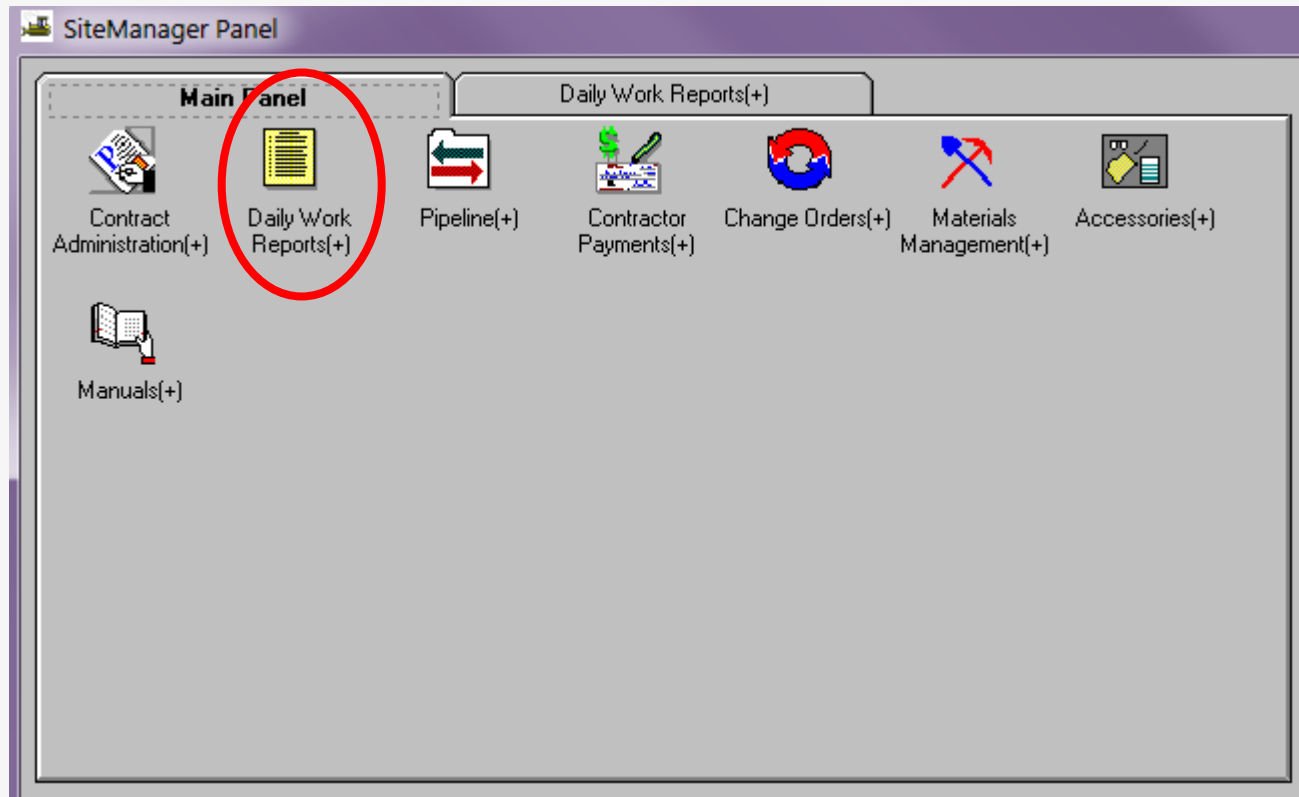 SiteManager Panel
Main Panel
Daily Work Reports(+)
Contract
Administration(+)
Daily Work
Reports(+)
Pipeline(+)
Contractor
Payments(+)
Change Orders(+)
Materials
Management(+)
Accessories(+)
Manuals(+)